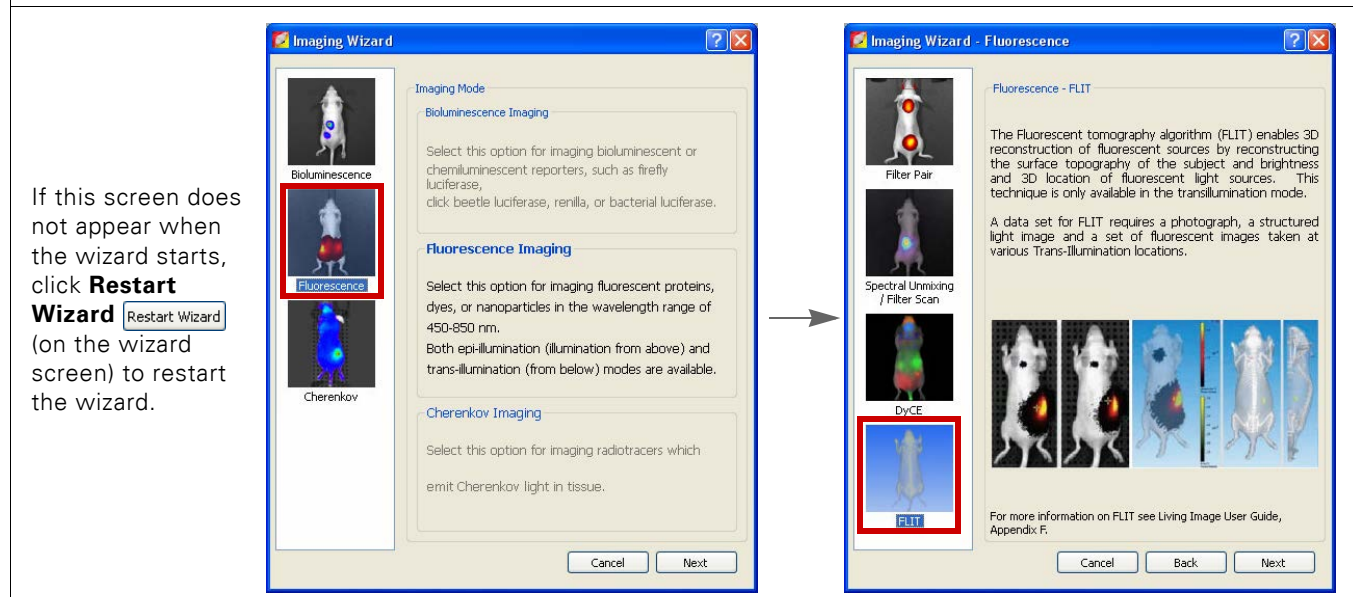 If this screen does
not appear when
the wizard starts,
click Restart
Wizard Restart Wizard
(on the wizard
screen) to restart
the wizard.
Imaging Wizard
Bioluminescence
Fluorescence
Cherenkov
Imaging Mode
Bioluminescence Imaging
Select this option for imaging bioluminescent or
chemiluminescent reporters, such as firefly
luciferase,
click beetle luciferase, renilla, or bacterial luciferase.
Fluorescence Imaging
Select this option for imaging fluorescent proteins,
dyes, or nanoparticles in the wavelength range of
450-850 nm.
Both epi-illumination (illumination from above) and
trans-illumination (from below) modes are available.
Cherenkov Imaging
Select this option for imaging radiotracers which
emit Cherenkov light in tissue.
Cancel
Next
Imaging Wizard - Fluorescence
Filter Pair
Spectral Unmixing
/ Filter Scan
DyCE
FLIT
Fluorescence - FLIT
The Fluorescent tomography algorithm (FLIT) enables 3D
reconstruction of fluorescent sources by reconstructing
the surface topography of the subject and brightness
and 3D location of fluorescent light sources. This
technique is only available in the transillumination mode.
A data set for FLIT requires a photograph, a structured
light image and a set of fluorescent images taken at
various Trans-Illumination locations.
For more information on FLIT see Living Image User Guide,
Appendix F.
Cancel
Back
Next